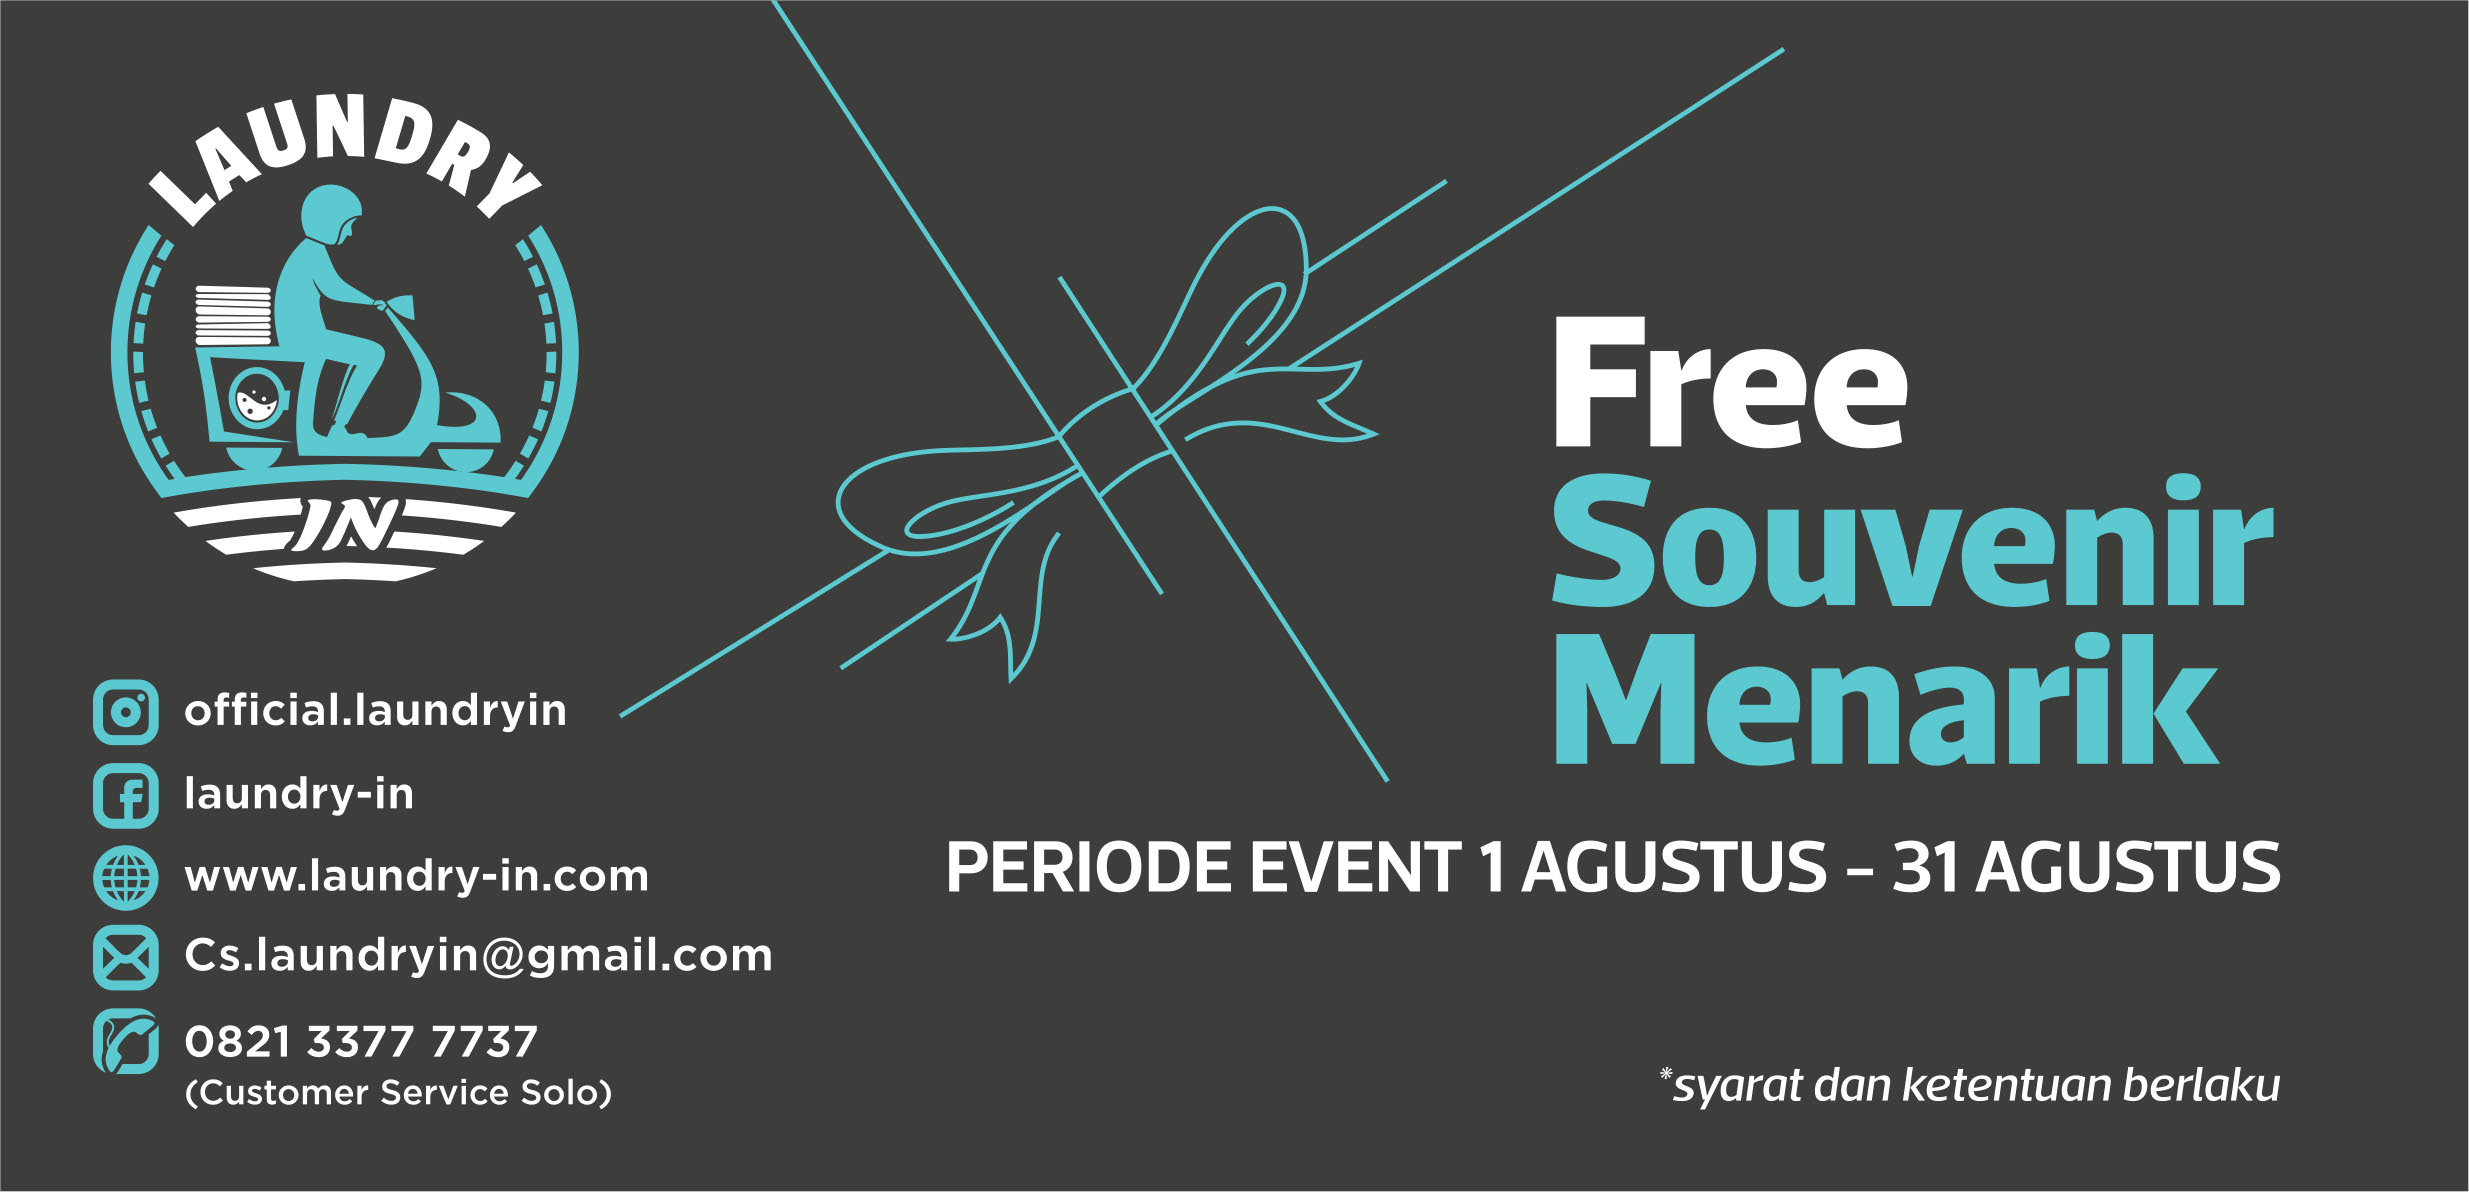 LAUNDRY
IN
official.laundryin
laundry-in
www.laundry-in.com
Cs.laundryin@gmail.com
0821 3377 7737
(Customer Service Solo)
Free
Souvenir
Menarik
PERIODE EVENT 1 AGUSTUS – 31 AGUSTUS
*syarat dan ketentuan berlaku